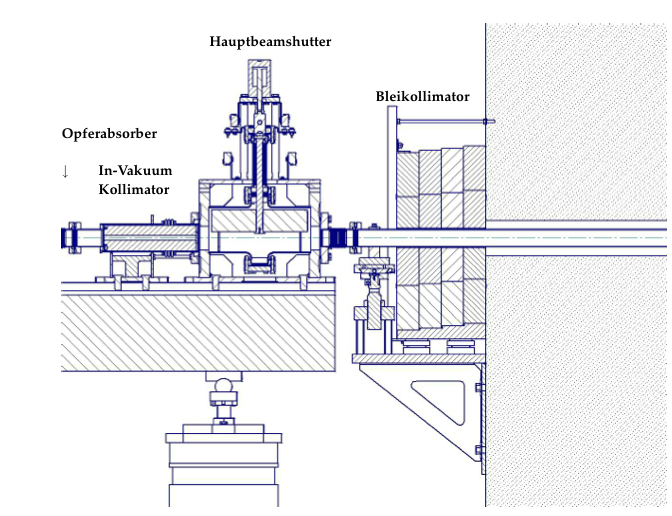 Hauptbeamshutter
Bleikollimator
Opferabsorber
↓ In-Vakuum
Kollimator